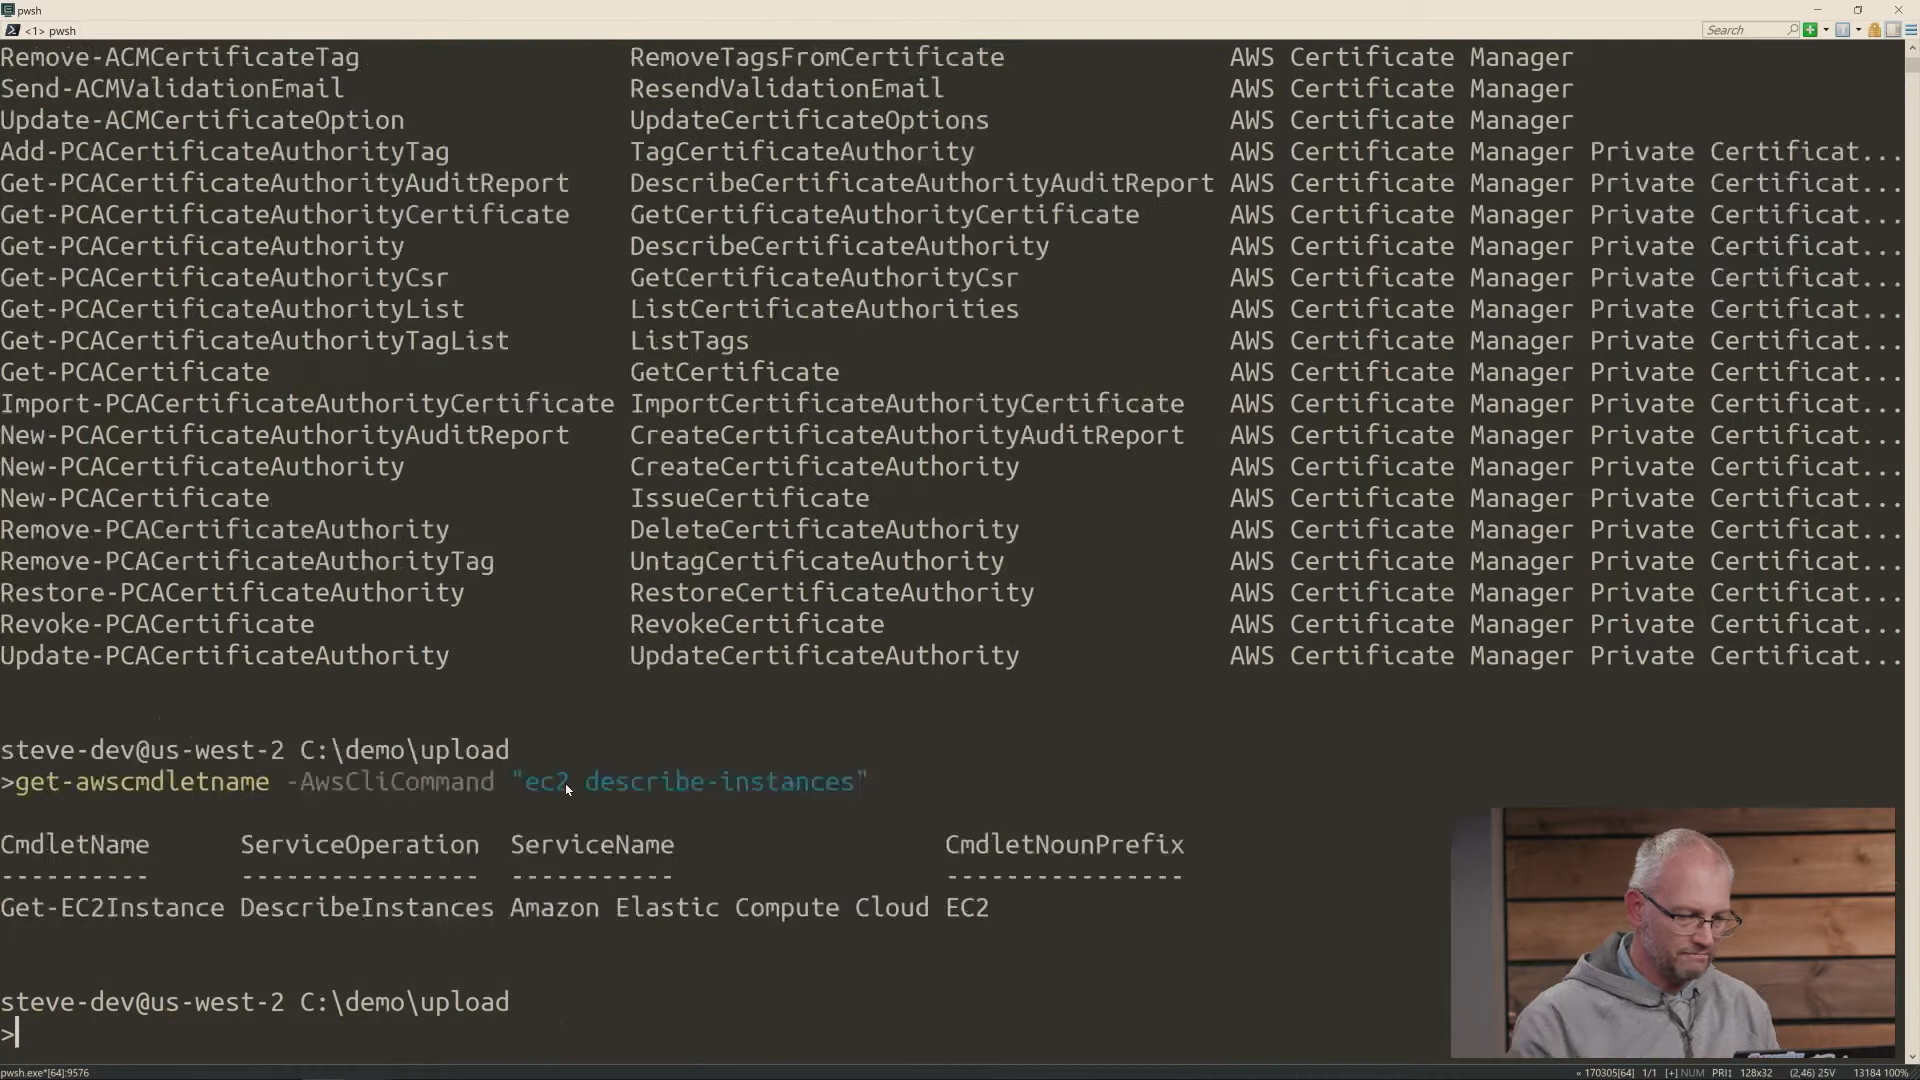 pwsh
<1> pwsh
Search
Remove-ACMCertificateTag RemoveTagsFromCertificate AWS Certificate Manager
Send-ACMValidationEmail ResendValidationEmail AWS Certificate Manager
Update-ACMCertificateOption UpdateCertificateOptions AWS Certificate Manager
Add-PCACertificateAuthorityTag TagCertificateAuthority AWS Certificate Manager Private Certificat...
Get-PCACertificateAuthorityAuditReport DescribeCertificateAuthorityAuditReport AWS Certificate Manager Private Certificat...
Get-PCACertificateAuthorityCertificate GetCertificateAuthorityCertificate AWS Certificate Manager Private Certificat...
Get-PCACertificateAuthority DescribeCertificateAuthority AWS Certificate Manager Private Certificat...
Get-PCACertificateAuthorityCsr GetCertificateAuthorityCsr AWS Certificate Manager Private Certificat...
Get-PCACertificateAuthorityList ListCertificateAuthorities AWS Certificate Manager Private Certificat...
Get-PCACertificateAuthorityTagList ListTags AWS Certificate Manager Private Certificat...
Get-PCACertificate GetCertificate AWS Certificate Manager Private Certificat...
Import-PCACertificateAuthorityCertificate ImportCertificateAuthorityCertificate AWS Certificate Manager Private Certificat...
New-PCACertificateAuthorityAuditReport CreateCertificateAuthorityAuditReport AWS Certificate Manager Private Certificat...
New-PCACertificateAuthority CreateCertificateAuthority AWS Certificate Manager Private Certificat...
New-PCACertificate IssueCertificate AWS Certificate Manager Private Certificat...
Remove-PCACertificateAuthority DeleteCertificateAuthority AWS Certificate Manager Private Certificat...
Remove-PCACertificateAuthorityTag UntagCertificateAuthority AWS Certificate Manager Private Certificat...
Restore-PCACertificateAuthority RestoreCertificateAuthority AWS Certificate Manager Private Certificat...
Revoke-PCACertificate RevokeCertificate AWS Certificate Manager Private Certificat...
Update-PCACertificateAuthority UpdateCertificateAuthority AWS Certificate Manager Private Certificat...
steve-dev@us-west-2 C:\demo\upload
>get-awscmdletname -AwsCliCommand "ec2 describe-instances"
CmdletName ServiceOperation ServiceName CmdletNounPrefix
---------- ---------------- ----------- ----------------
Get-EC2Instance DescribeInstances Amazon Elastic Compute Cloud EC2
steve-dev@us-west-2 C:\demo\upload
>
pwsh.exe*[64]:9576 « 170305[64] 1/1 [+] NUM PRI↕ 128x32 (2,46) 25V 13184 100%